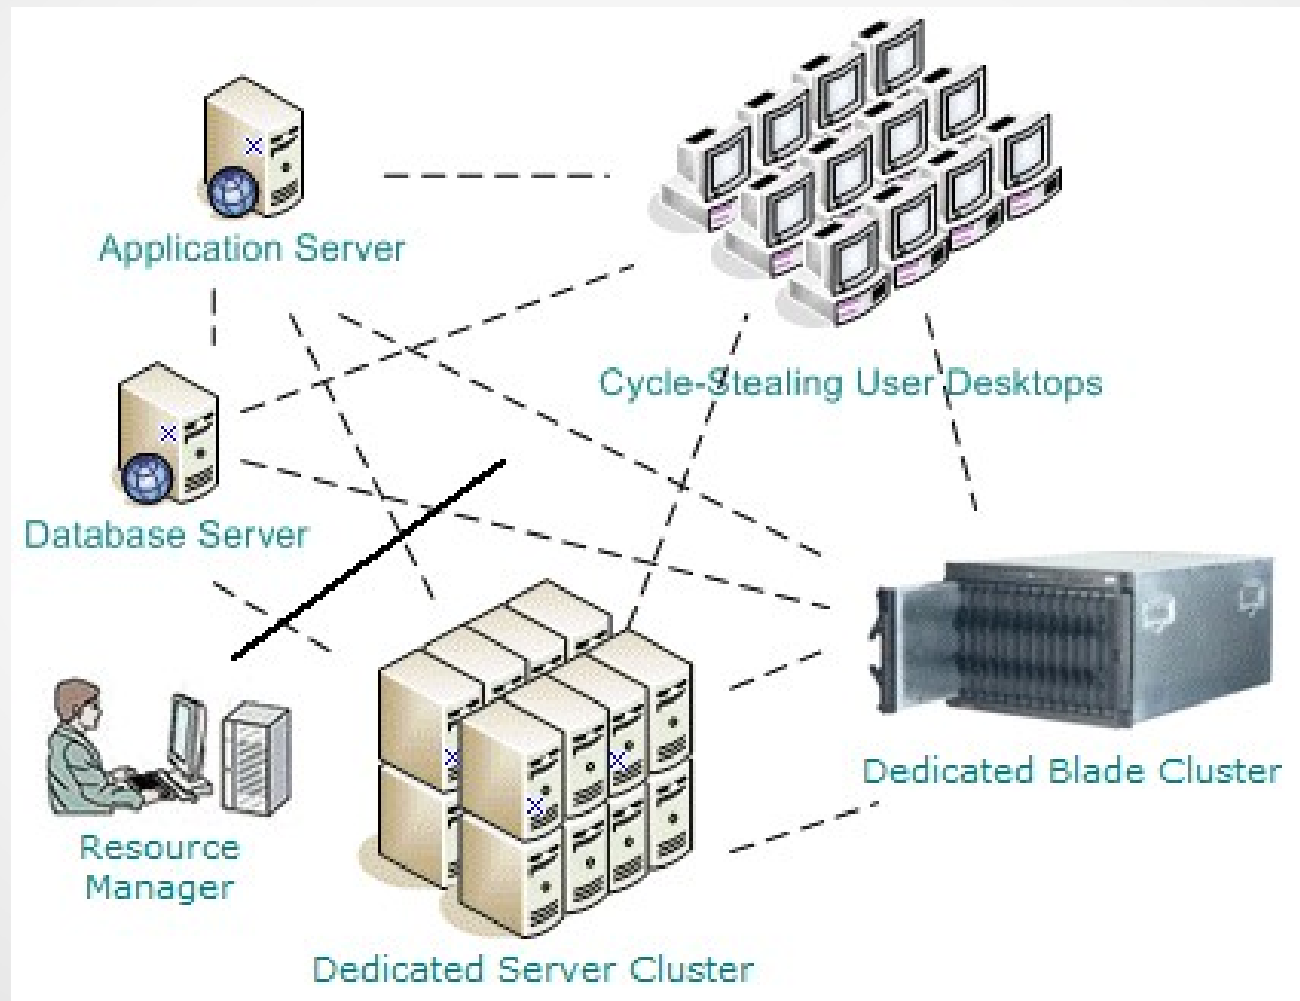 Application Server
Cycle-Stealing User Desktops
Database Server
Dedicated Blade Cluster
Resource
Manager
Dedicated Server Cluster